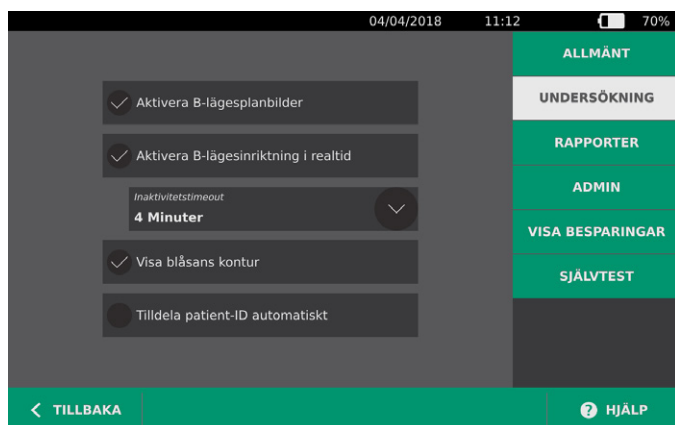 04/04/2018 11:12 70%
ALLMÄNT
UNDERSÖKNING
RAPPORTER
ADMIN
VISA BESPARINGAR
SJÄLVTEST
Aktivera B-lägesplanbilder
Aktivera B-lägesinriktning i realtid
Inaktivitetstimeout
4 Minuter
Visa blåsans kontur
Tilldela patient-ID automatiskt
TILLBAKA
? HJÄLP